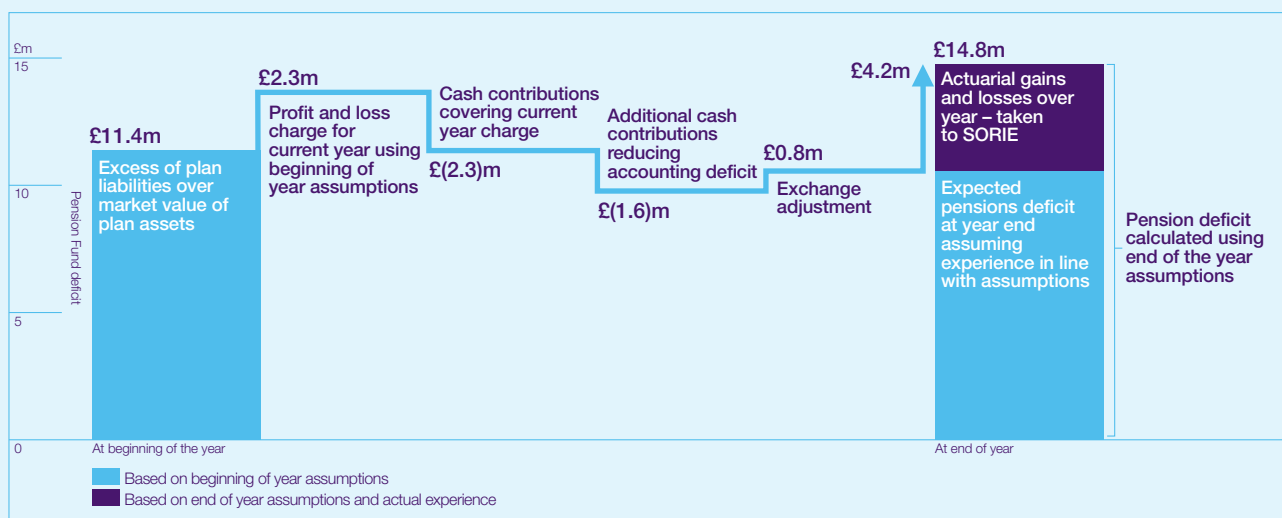 £m
15
10
5
0
Pension Fund deficit
£11.4m
Excess of plan
liabilities over
market value of
plan assets
At beginning of the year
£2.3m
Profit and loss
charge for
current year using
beginning of
year assumptions
Cash contributions
covering current
year charge
£(2.3)m
Additional cash
contributions
reducing
accounting deficit
£(1.6)m
£0.8m
Exchange
adjustment
£4.2m
£14.8m
Actuarial gains
and losses over
year – taken
to SORIE
Expected
pensions deficit
at year end
assuming
experience in line
with assumptions
At end of year
Pension deficit
calculated using
end of the year
assumptions
Based on beginning of year assumptions
Based on end of year assumptions and actual experience